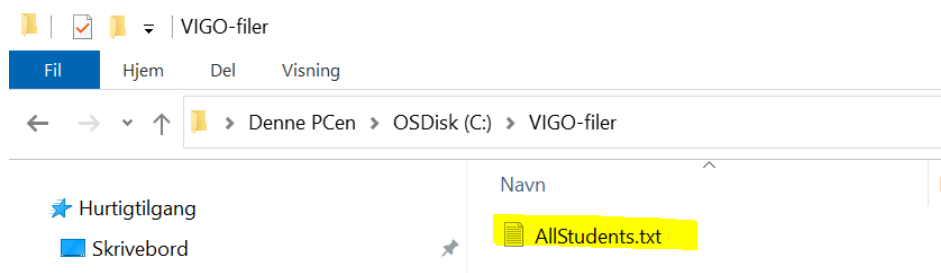 VIGO-filer
Fil Hjem Del Visning
Denne PCen OSDisk (C:) VIGO-filer
Navn
Hurtigtilgang
AllStudents.txt
Skrivebord